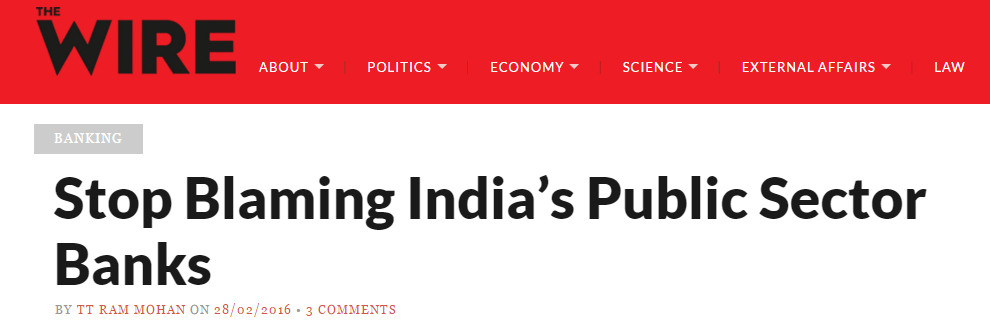 THE
WIRE
ABOUT POLITICS ECONOMY SCIENCE EXTERNAL AFFAIRS LAW
BANKING
Stop Blaming India’s Public Sector
Banks
BY TT RAM MOHAN ON 28/02/2016 • 3 COMMENTS